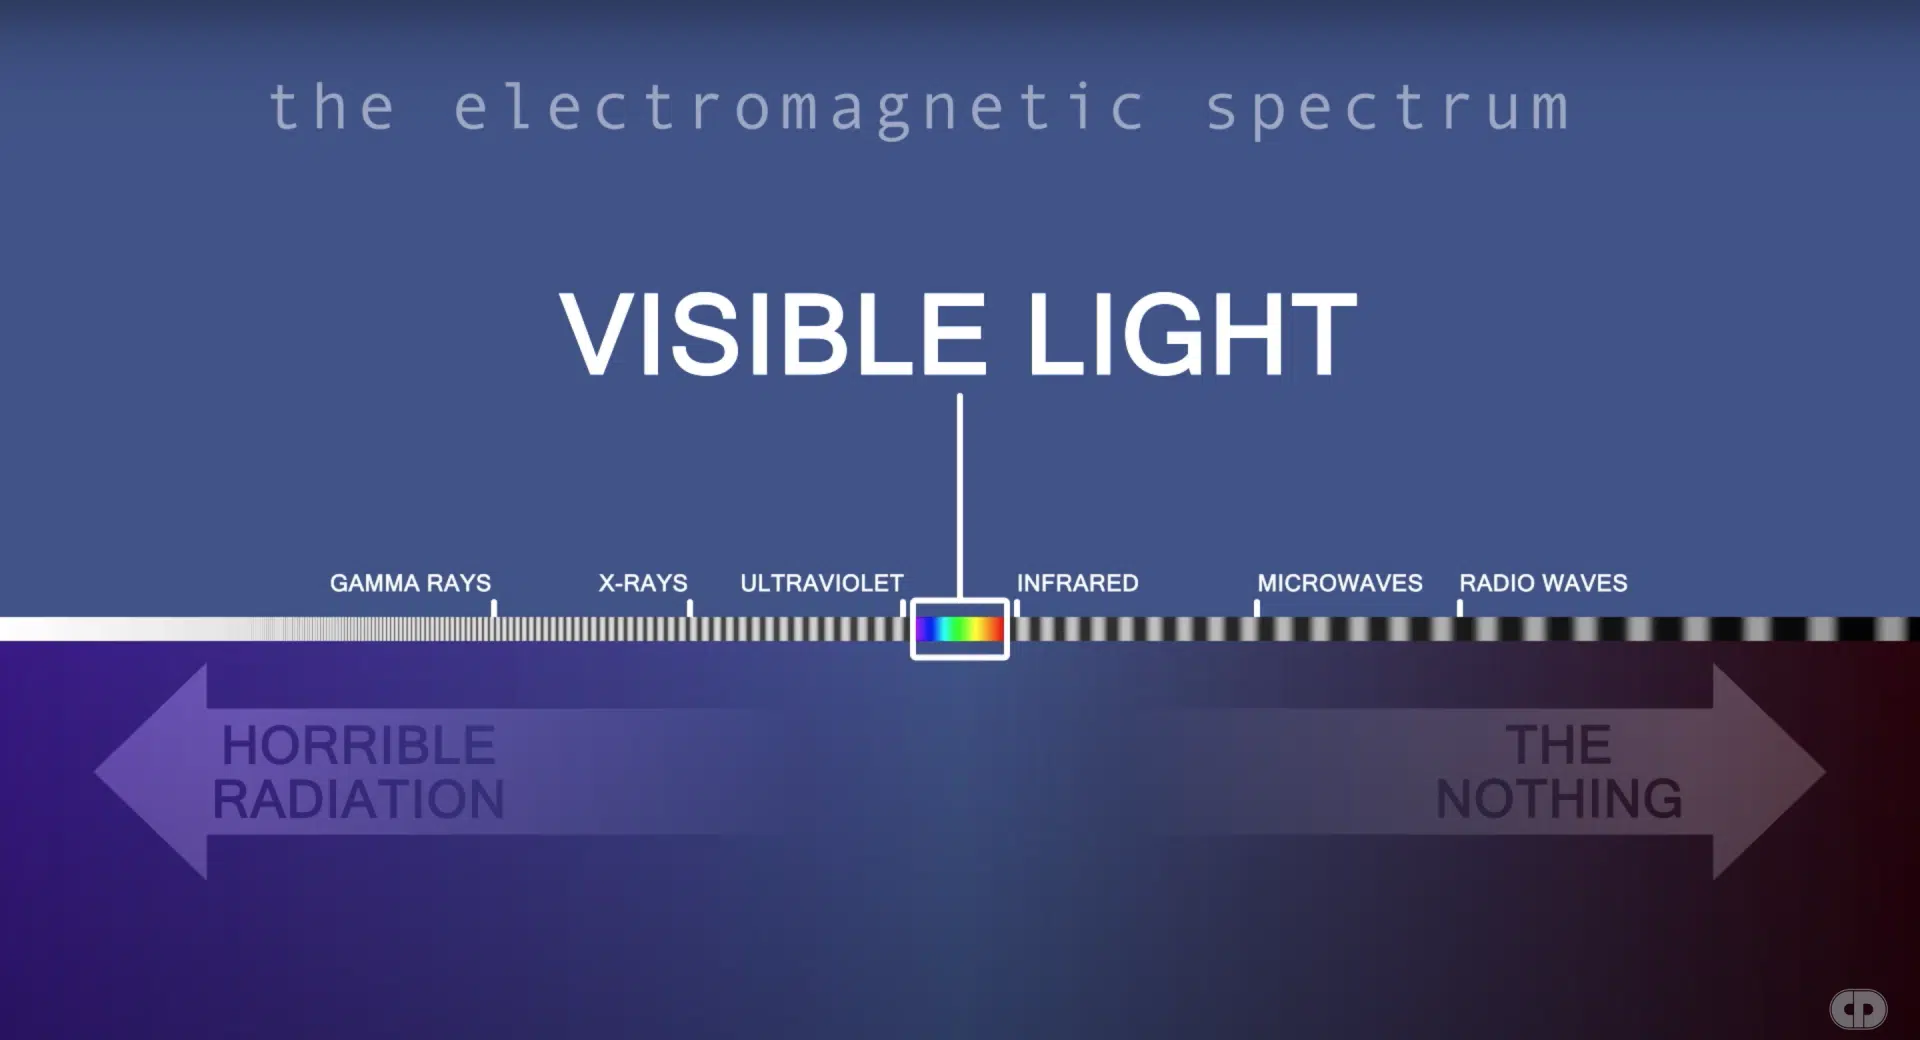 the electromagnetic spectrum
VISIBLE LIGHT
GAMMA RAYS X-RAYS ULTRAVIOLET INFRARED MICROWAVES RADIO WAVES
HORRIBLE
RADIATION
THE
NOTHING